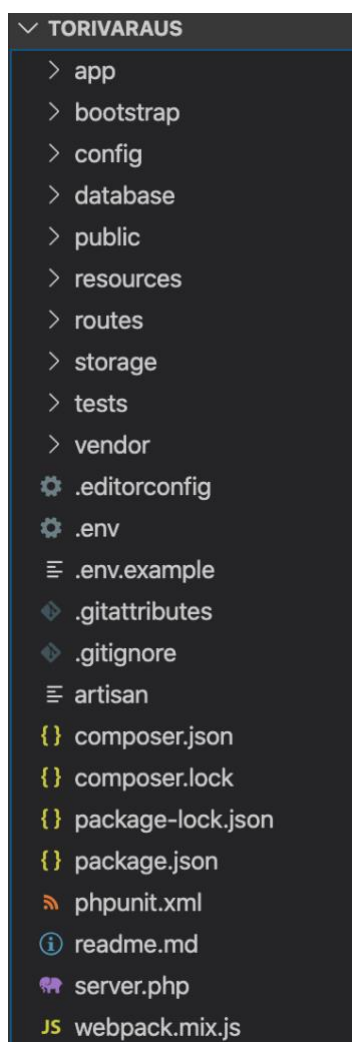 TORIVARAUS
app
bootstrap
config
database
public
resources
routes
storage
tests
vendor
.editorconfig
.env
.env.example
.gitattributes
.gitignore
artisan
{} composer.json
{} composer.lock
{} package-lock.json
{} package.json
phpunit.xml
readme.md
server.php
JS webpack.mix.js